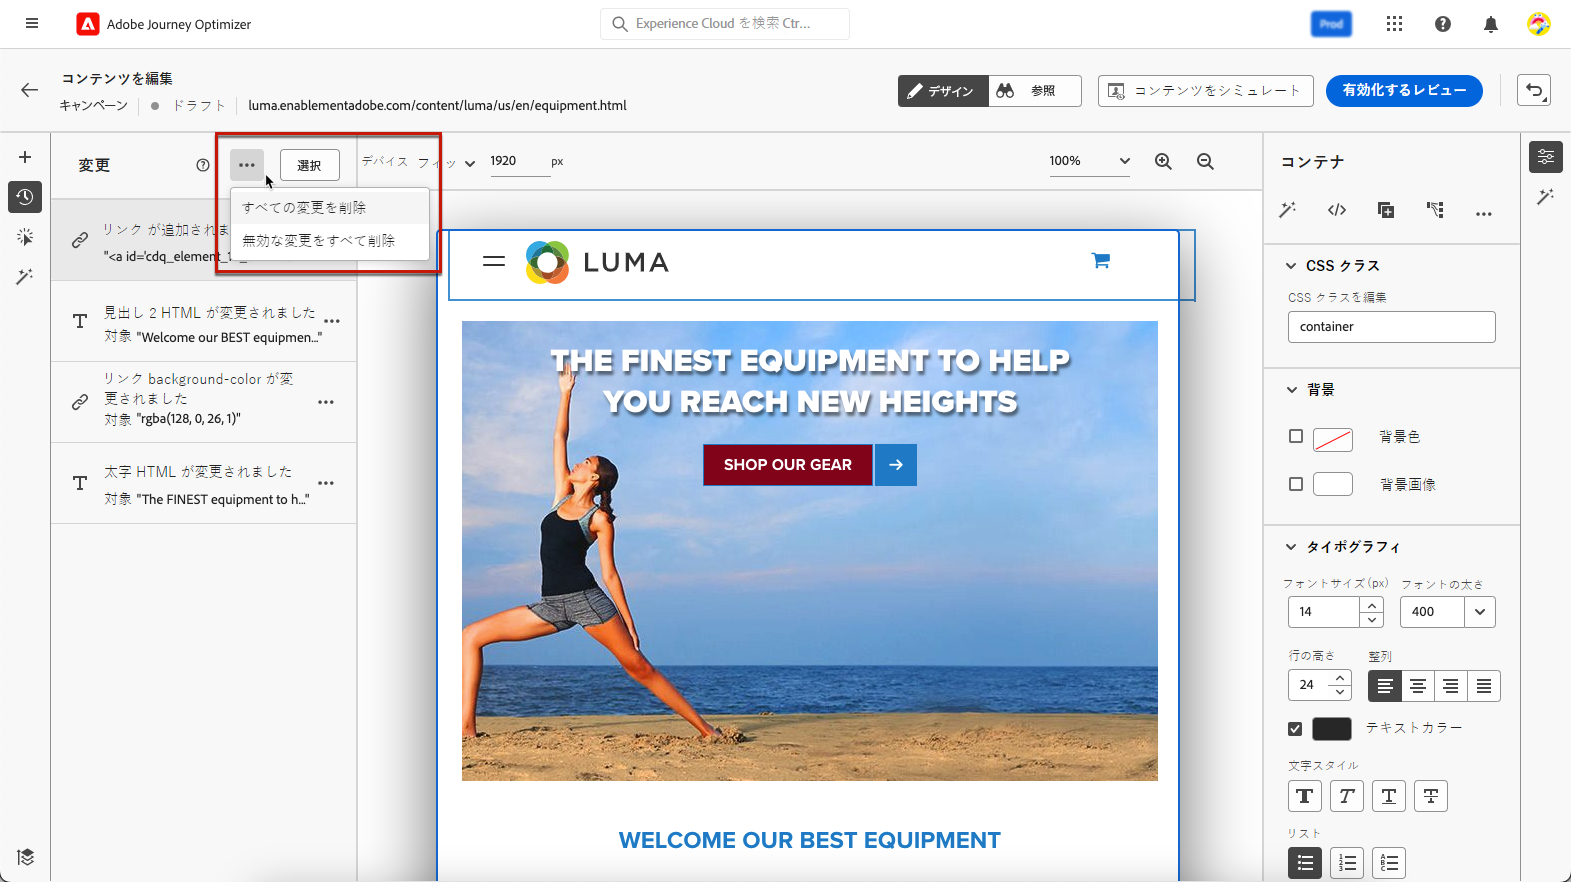 Adobe Journey Optimizer
Experience Cloud を検索 Ctr...
Prod
コンテンツを編集
キャンペーン
ドラフト
luma.enablementadobe.com/content/luma/us/en/equipment.html
デザイン
参照
コンテンツをシミュレート
有効化するレビュー
変更
選択
すべての変更を削除
無効な変更をすべて削除
リンク が追加されま
"<a id='cdq_element_
見出し 2 HTML が変更されました
対象 "Welcome our BEST equipmen..."
リンク background-color が変
更されました
対象 "rgba(128, 0, 26, 1)"
太字 HTML が変更されました
対象 "The FINEST equipment to h..."
デバイス
フィッ
1920
px
100%
LUMA
THE FINEST EQUIPMENT TO HELP
YOU REACH NEW HEIGHTS
SHOP OUR GEAR
WELCOME OUR BEST EQUIPMENT
コンテナ
CSS クラス
CSS クラスを編集
container
背景
背景色
背景画像
タイポグラフィ
フォントサイズ (px)
フォントの太さ
14
400
行の高さ
整列
24
テキストカラー
文字スタイル
リスト